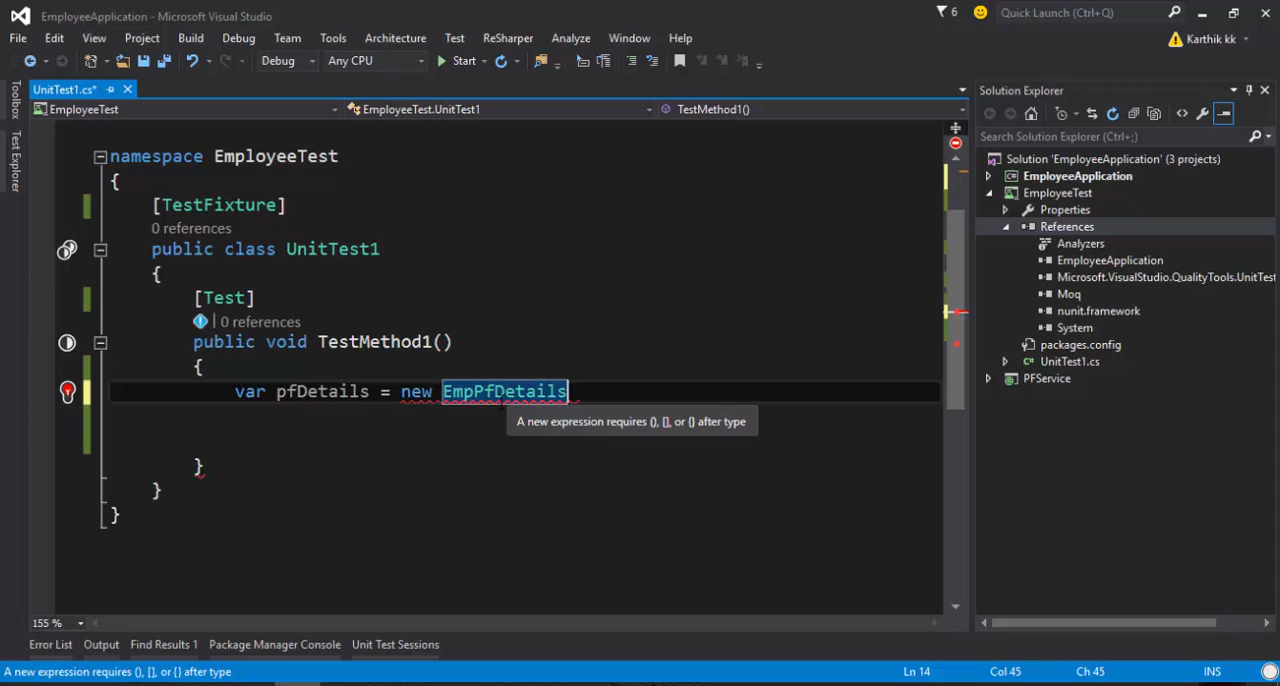 EmployeeApplication - Microsoft Visual Studio
6
Quick Launch (Ctrl+Q)
File Edit View Project Build Debug Team Tools Architecture Test ReSharper Analyze Window Help
Karthik kk
Debug Any CPU Start
Toolbox
Test Explorer
UnitTest1.cs*
EmployeeTest EmployeeTest.UnitTest1 TestMethod1()
namespace EmployeeTest
{
[TestFixture]
0 references
public class UnitTest1
{
[Test]
| 0 references
public void TestMethod1()
{
var pfDetails = new EmpPfDetails
A new expression requires (), [], or {} after type
}
}
}
155 %
Solution Explorer
Search Solution Explorer (Ctrl+;)
Solution 'EmployeeApplication' (3 projects)
EmployeeApplication
EmployeeTest
Properties
References
Analyzers
EmployeeApplication
Microsoft.VisualStudio.QualityTools.UnitTest
Moq
nunit.framework
System
packages.config
UnitTest1.cs
PFService
Error List Output Find Results 1 Package Manager Console Unit Test Sessions
A new expression requires (), [], or {} after type Ln 14 Col 45 Ch 45 INS